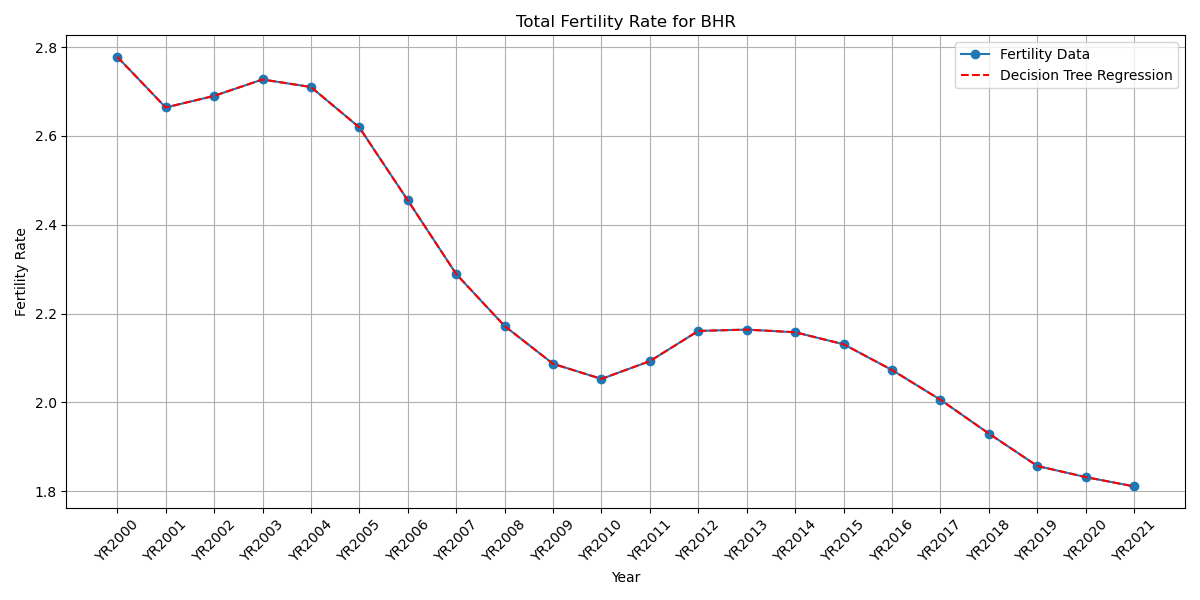 Total Fertility Rate for BHR
Fertility Data
Decision Tree Regression
Fertility Rate
2.8
2.6
2.4
2.2
2.0
1.8
YR2000
YR2001
YR2002
YR2003
YR2004
YR2005
YR2006
YR2007
YR2008
YR2009
YR2010
YR2011
YR2012
YR2013
YR2014
YR2015
YR2016
YR2017
YR2018
YR2019
YR2020
YR2021
Year